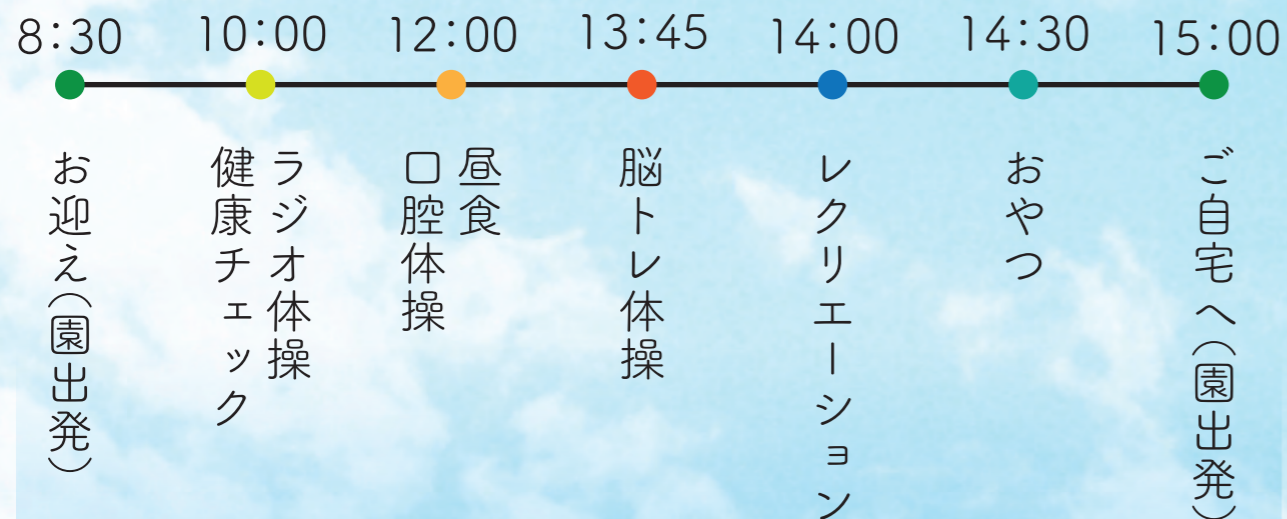 8:30
お迎え（園出発）
10:00
ラジオ体操
健康チェック
12:00
昼食
口腔体操
13:45
脳トレ体操
14:00
レクリエーション
14:30
おやつ
15:00
ご自宅へ（園出発）